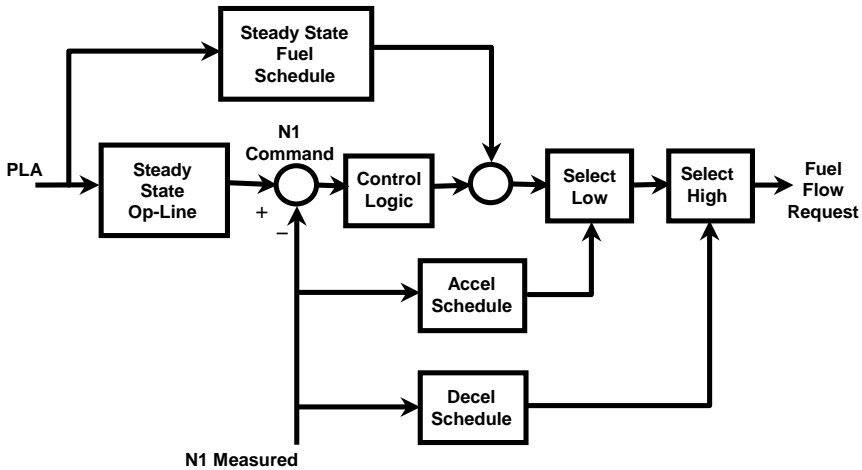 Steady State
Fuel
Schedule
N1
Command
PLA
Steady
State
Op-Line
+
−
Control
Logic
Select
Low
Select
High
Fuel
Flow
Request
Accel
Schedule
Decel
Schedule
N1 Measured